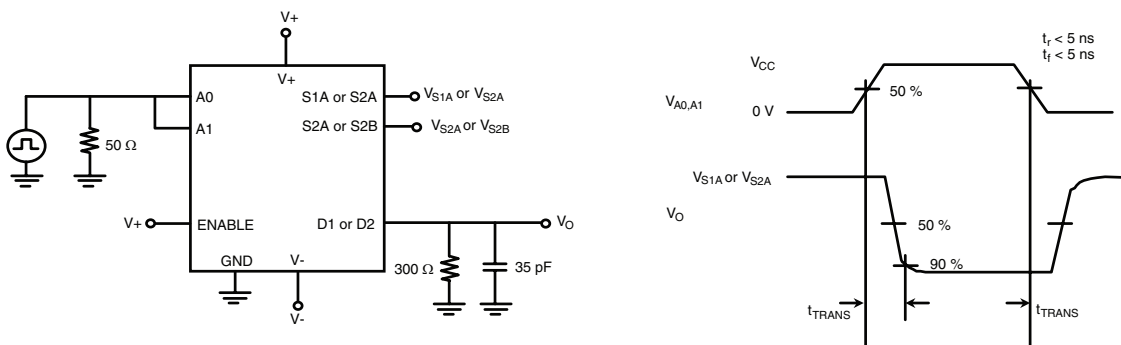 V+
V+
A0
A1
50 Ω
S1A or S2A
V_S1A or V_S2A
S2A or S2B
V_S2A or V_S2B
V+
ENABLE
D1 or D2
V_O
GND
V-
V-
300 Ω
35 pF
t_r < 5 ns
t_f < 5 ns
V_CC
V_A0,A1
0 V
50 %
V_S1A or V_S2A
V_O
50 %
90 %
t_TRANS
t_TRANS